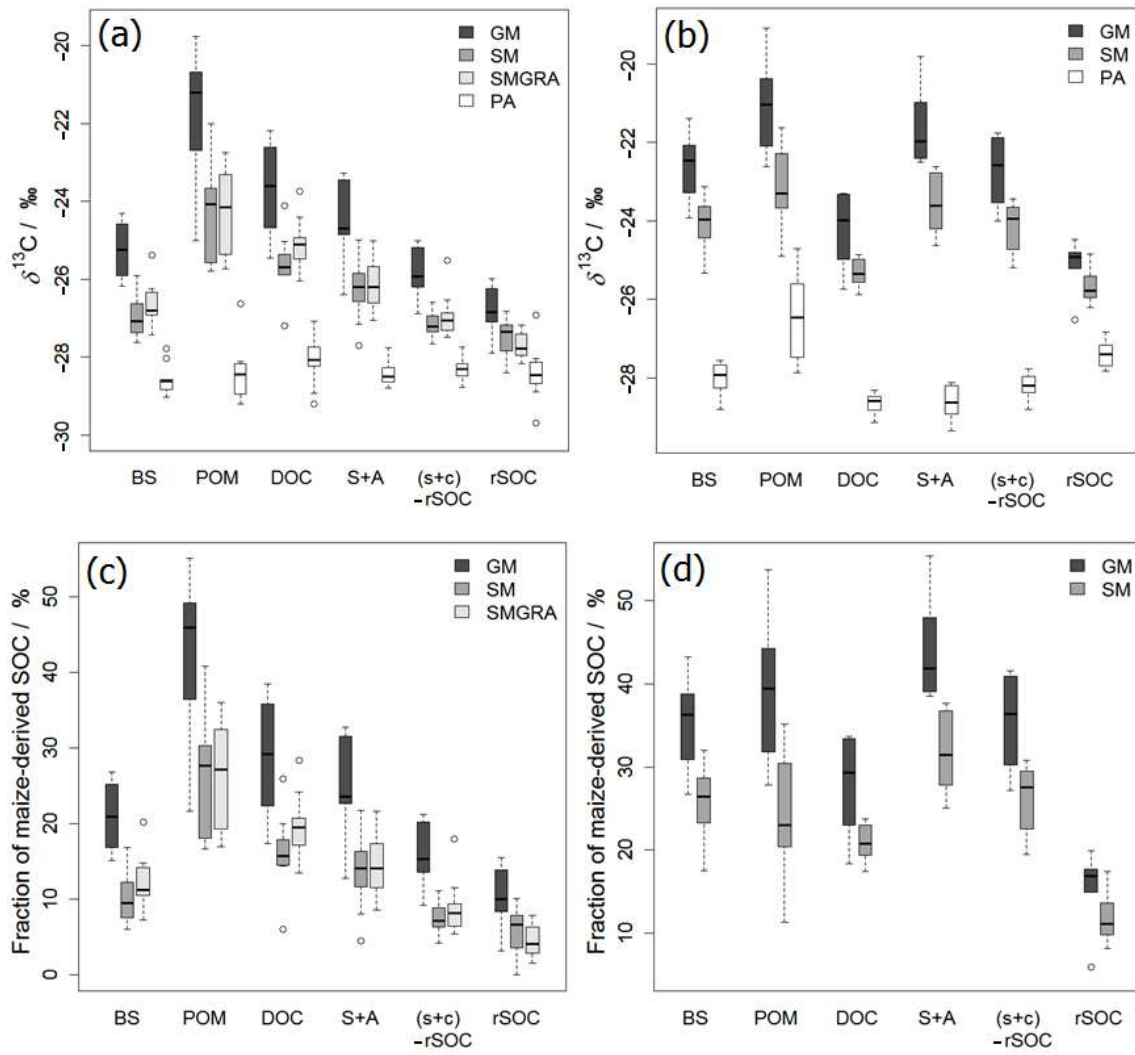 (a)
GM
SM
SMGRA
PA
-20
-22
-24
-26
-28
-30
δ¹³C / ‰
BS POM DOC S+A (s+c) rSOC
-rSOC
(b)
GM
SM
PA
-20
-22
-24
-26
-28
δ¹³C / ‰
BS POM DOC S+A (s+c) rSOC
-rSOC
(c)
GM
SM
SMGRA
50
40
30
20
10
0
Fraction of maize-derived SOC / %
BS POM DOC S+A (s+c) rSOC
-rSOC
(d)
GM
SM
50
40
30
20
10
Fraction of maize-derived SOC / %
BS POM DOC S+A (s+c) rSOC
-rSOC